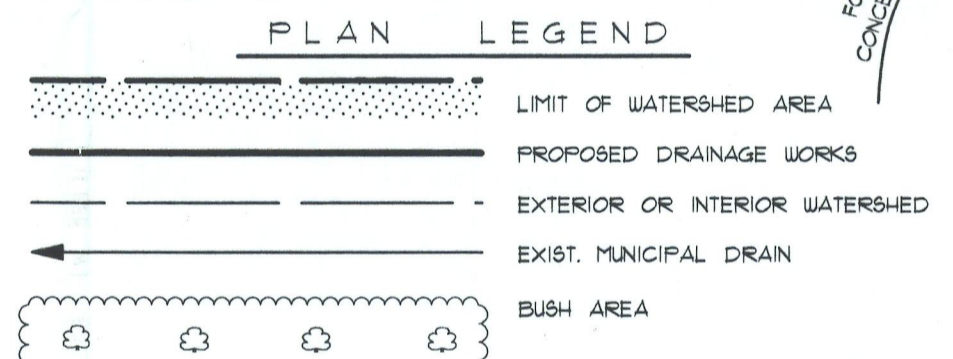 PLAN LEGEND
LIMIT OF WATERSHED AREA
PROPOSED DRAINAGE WORKS
EXTERIOR OR INTERIOR WATERSHED
EXIST. MUNICIPAL DRAIN
BUSH AREA